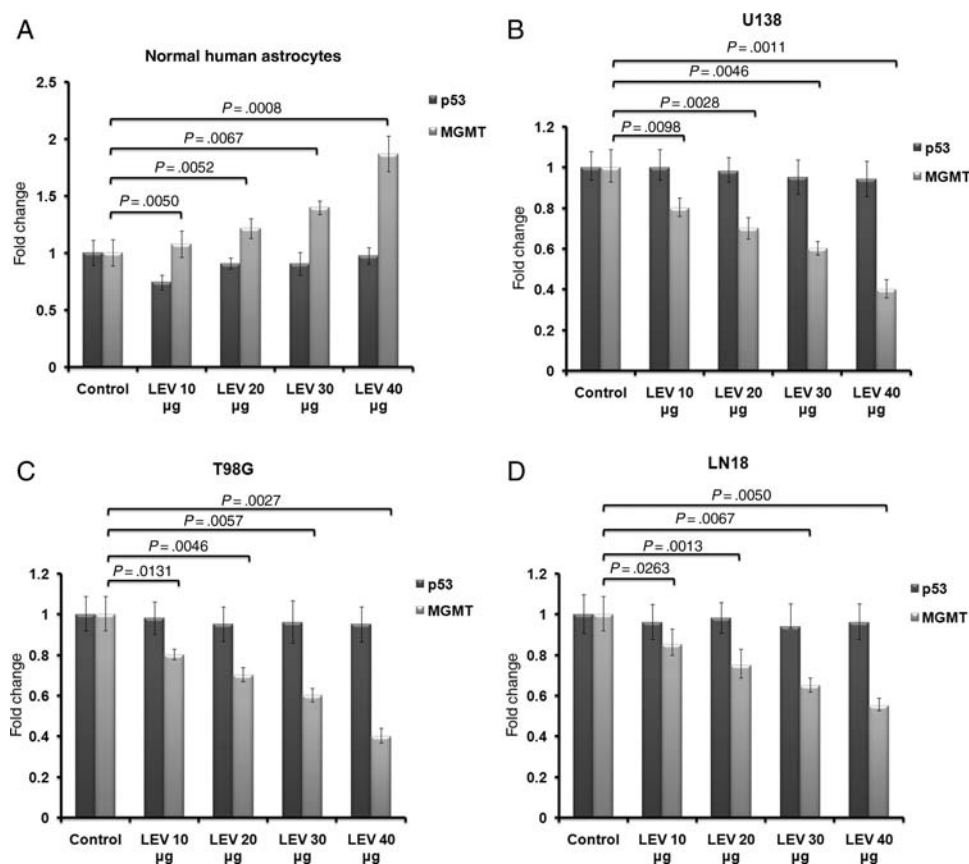 A
Normal human astrocytes
p53
MGMT
P = .0008
P = .0067
P = .0052
P = .0050
Fold change
2.5
2
1.5
1
0.5
0
Control
LEV 10 µg
LEV 20 µg
LEV 30 µg
LEV 40 µg
B
U138
P = .0011
P = .0046
P = .0028
P = .0098
p53
MGMT
Fold change
1.2
1
0.8
0.6
0.4
0.2
0
Control
LEV 10 µg
LEV 20 µg
LEV 30 µg
LEV 40 µg
C
T98G
P = .0027
P = .0057
P = .0046
P = .0131
p53
MGMT
Fold change
1.2
1
0.8
0.6
0.4
0.2
0
Control
LEV 10 µg
LEV 20 µg
LEV 30 µg
LEV 40 µg
D
LN18
P = .0050
P = .0067
P = .0013
P = .0263
p53
MGMT
Fold change
1.2
1
0.8
0.6
0.4
0.2
0
Control
LEV 10 µg
LEV 20 µg
LEV 30 µg
LEV 40 µg